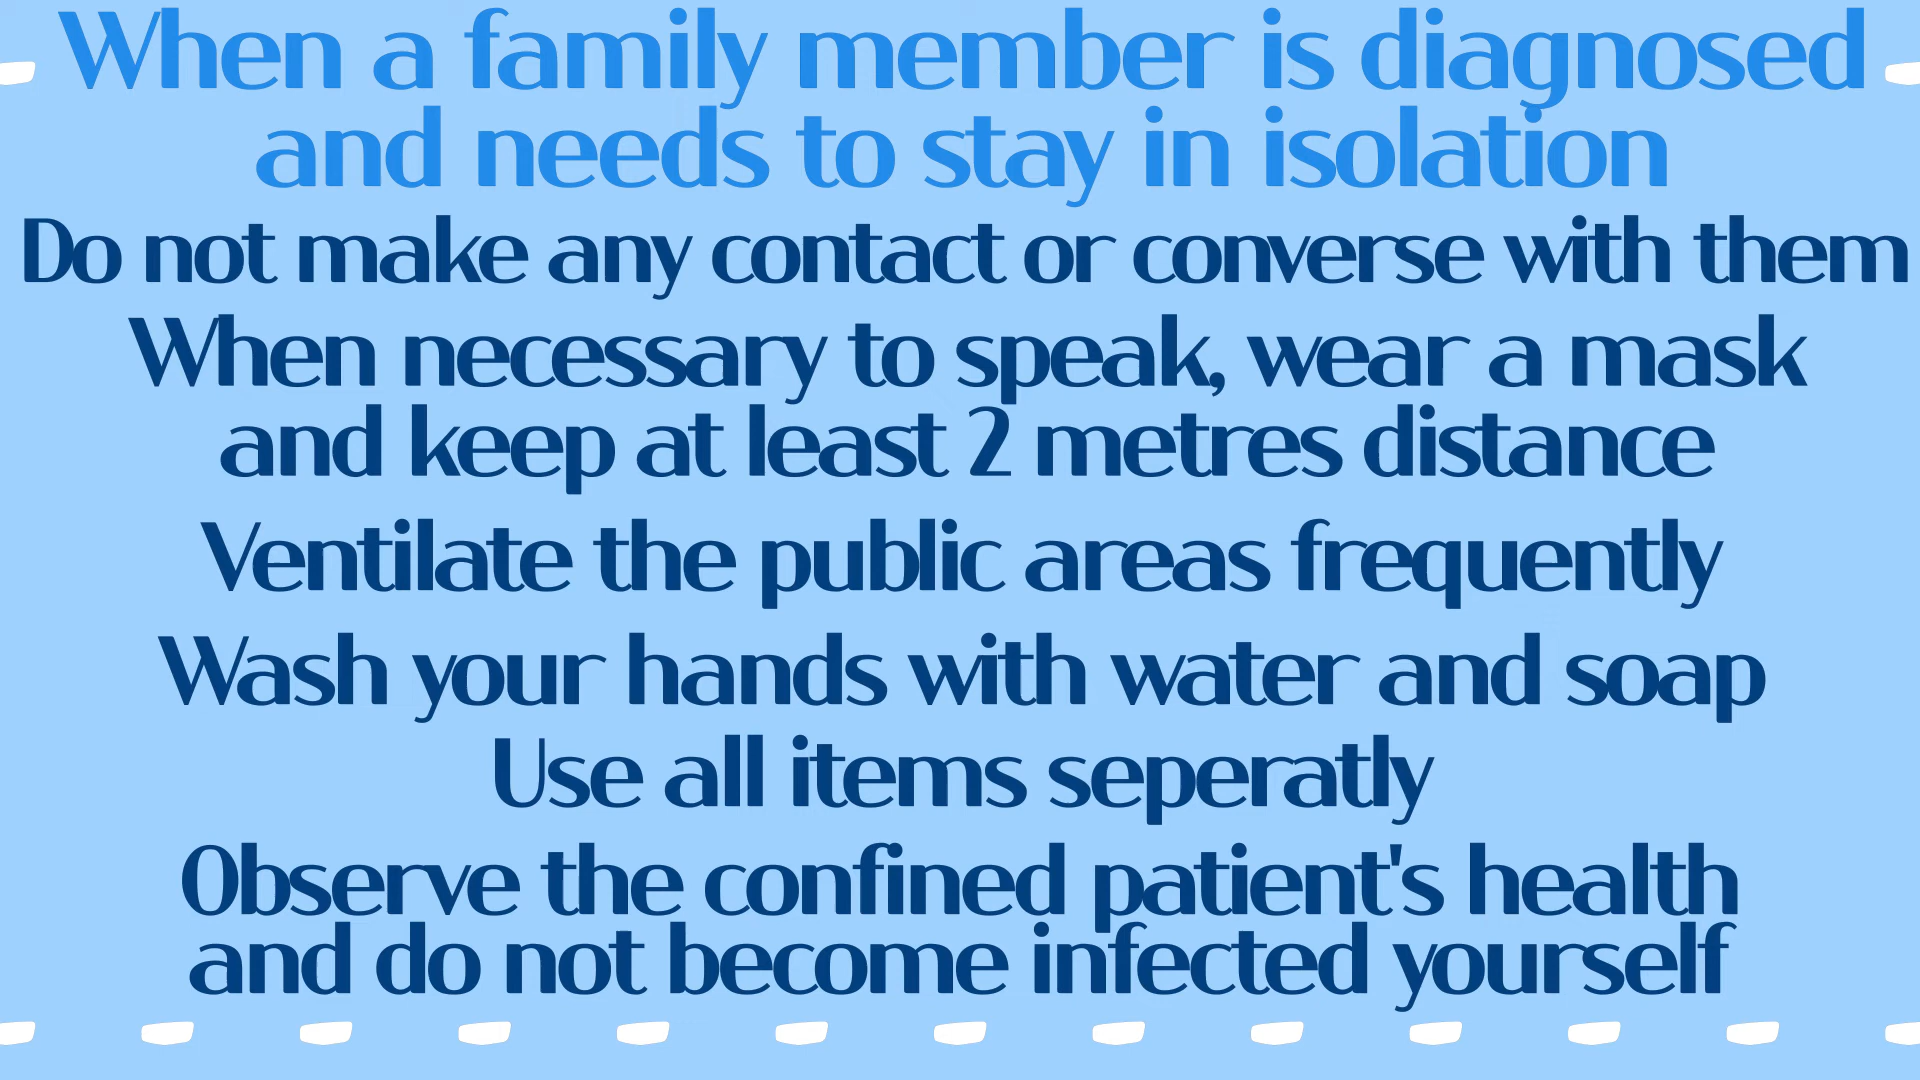 When a family member is diagnosed
and needs to stay in isolation
Do not make any contact or converse with them
When necessary to speak, wear a mask
and keep at least 2 metres distance
Ventilate the public areas frequently
Wash your hands with water and soap
Use all items seperatly
Observe the confined patient's health
and do not become infected yourself